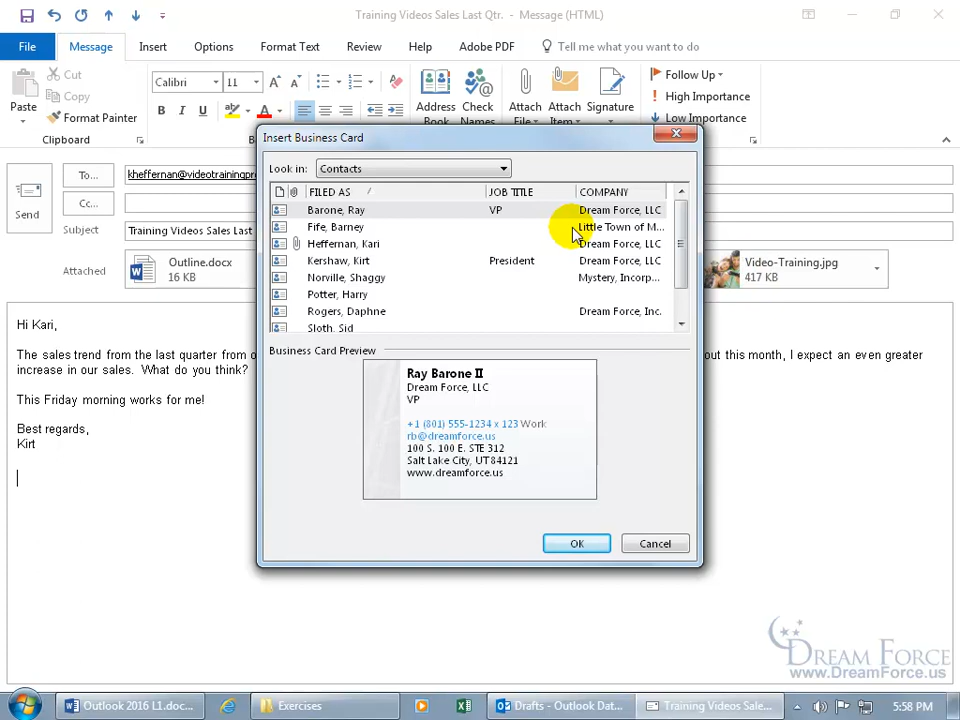 Training Videos Sales Last Qtr. - Message (HTML)
File Message Insert Options Format Text Review Help Adobe PDF Tell me what you want to do
Paste
Cut
Copy
Format Painter
Clipboard
Calibri 11
B I U A
Address Book
Check Names
Attach File
Attach Item
Signature
Follow Up
High Importance
Low Importance
Send
To...
kheffernan@videotrainingpr
Cc...
Subject Training Videos Sales Last
Attached
Outline.docx
16 KB
Video-Training.jpg
417 KB
Insert Business Card
Look in: Contacts
FILED AS JOB TITLE COMPANY
Barone, Ray VP Dream Force, LLC
Fife, Barney Little Town of M...
Heffernan, Kari Dream Force, LLC
Kershaw, Kirt President Dream Force, LLC
Norville, Shaggy Mystery, Incorp...
Potter, Harry
Rogers, Daphne Dream Force, Inc.
Sloth, Sid
Business Card Preview
Ray Barone II
Dream Force, LLC
VP
+1 (801) 555-1234 x 123 Work
rb@dreamforce.us
100 S. 100 E. STE 312
Salt Lake City, UT 84121
www.dreamforce.us
OK Cancel
Hi Kari,
The sales trend from the last quarter from o
out this month, I expect an even greater
increase in our sales. What do you think?
This Friday morning works for me!
Best regards,
Kirt
DREAM FORCE
www.DreamForce.us
Outlook 2016 L1.doc...
Exercises
Drafts - Outlook Dat...
Training Videos Sales...
5:58 PM